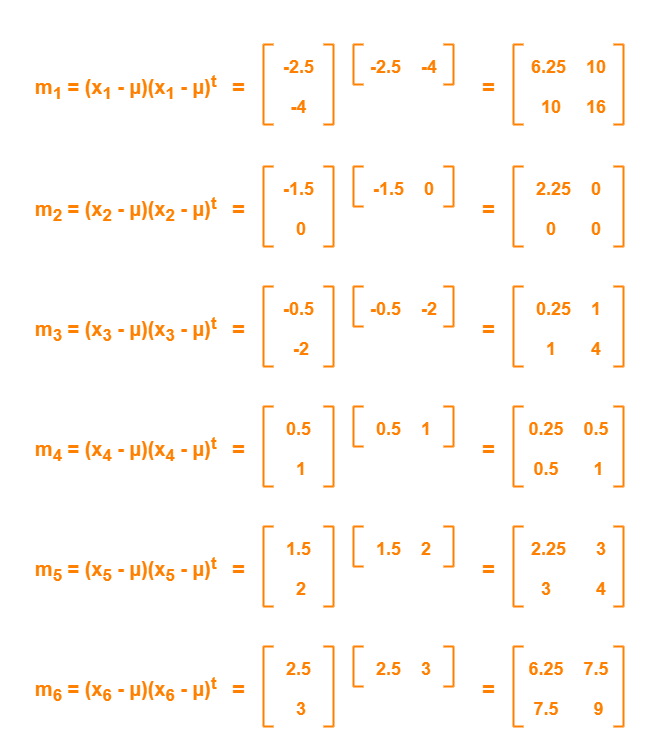 m₁ = (x₁ - μ)(x₁ - μ)ᵗ = [ -2.5 ; -4 ] [ -2.5 -4 ] = [ 6.25 10 ; 10 16 ]
m₂ = (x₂ - μ)(x₂ - μ)ᵗ = [ -1.5 ; 0 ] [ -1.5 0 ] = [ 2.25 0 ; 0 0 ]
m₃ = (x₃ - μ)(x₃ - μ)ᵗ = [ -0.5 ; -2 ] [ -0.5 -2 ] = [ 0.25 1 ; 1 4 ]
m₄ = (x₄ - μ)(x₄ - μ)ᵗ = [ 0.5 ; 1 ] [ 0.5 1 ] = [ 0.25 0.5 ; 0.5 1 ]
m₅ = (x₅ - μ)(x₅ - μ)ᵗ = [ 1.5 ; 2 ] [ 1.5 2 ] = [ 2.25 3 ; 3 4 ]
m₆ = (x₆ - μ)(x₆ - μ)ᵗ = [ 2.5 ; 3 ] [ 2.5 3 ] = [ 6.25 7.5 ; 7.5 9 ]